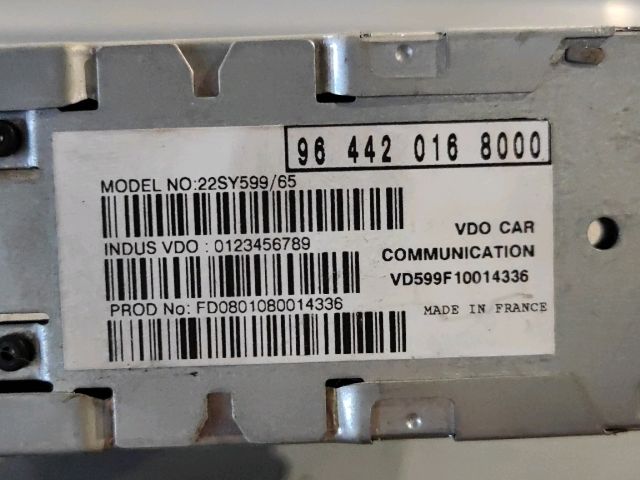 96 442 016 8000
MODEL NO:22SY599/65
INDUS VDO : 0123456789
PROD No: FD0801080014336
VDO CAR
COMMUNICATION
VD599F10014336
MADE IN FRANCE